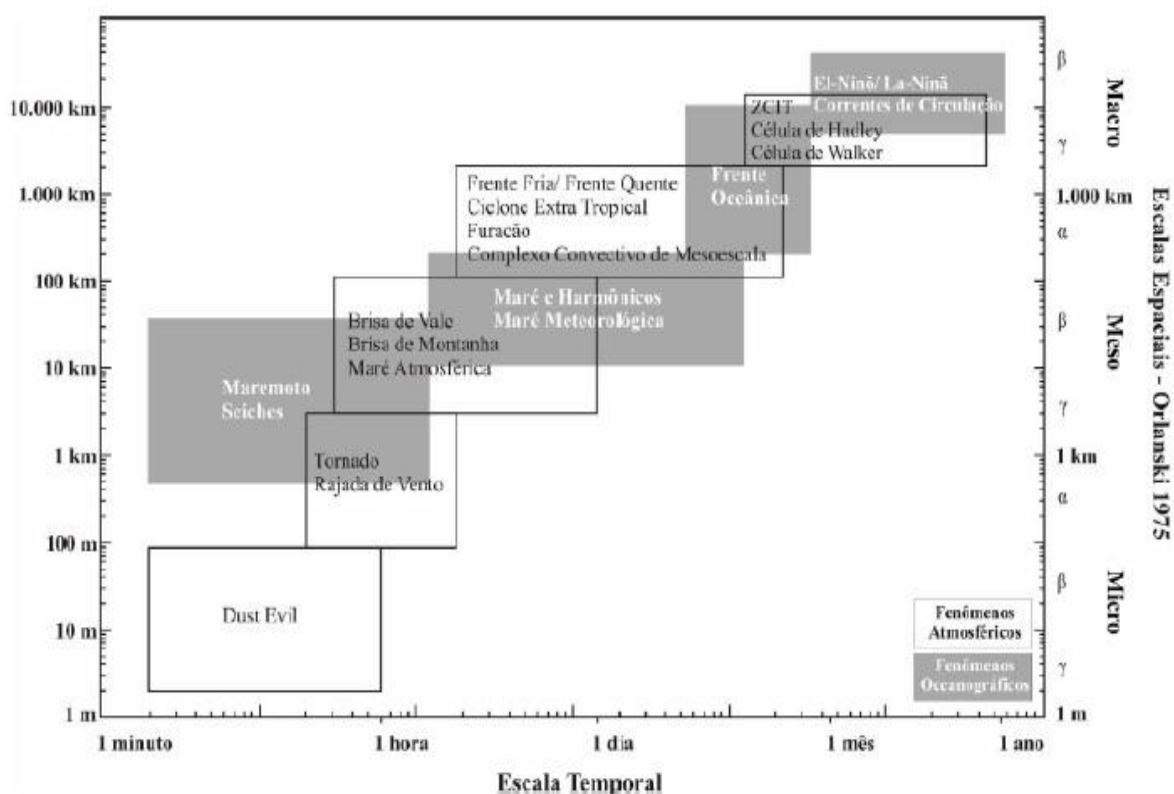 El-Ninõ/ La-Ninã
Correntes de Circulação
ZCIT
Célula de Hadley
Célula de Walker
Frente Fria/ Frente Quente
Ciclone Extra Tropical
Furacão
Complexo Convectivo de Mesoescala
Frente
Oceânica
Maré e Harmônicos
Maré Meteorológica
Brisa de Vale
Brisa de Montanha
Maré Atmosférica
Maremoto
Seiches
Tornado
Rajada de Vento
Dust Evil
Fenômenos
Atmosféricos
Fenômenos
Oceanográficos
10.000 km
1.000 km
100 km
10 km
1 km
100 m
10 m
1 m
1 minuto
1 hora
1 dia
1 mês
1 ano
Escala Temporal
β
γ
α
β
γ
α
β
γ
1.000 km
1 km
1 m
Macro
Meso
Micro
Escalas Espaciais - Orlanski 1975